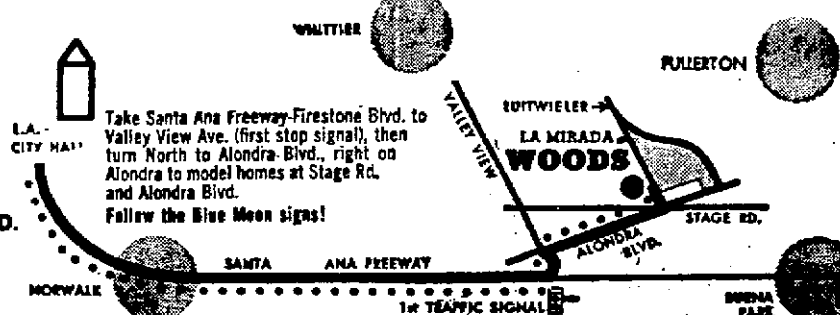 WHITTIER
FULLERTON
L.A. -
CITY HALL
Take Santa Ana Freeway-Firestone Blvd. to
Valley View Ave. (first stop signal), then
turn North to Alondra Blvd., right on
Alondra to model homes at Stage Rd.
and Alondra Blvd.
Follow the Blue Moon signs!
VALLEY VIEW
LUITWIELER
LA MIRADA
WOODS
D.
STAGE RD.
ALONDRA
BLVD.
SANTA ANA FREEWAY
NORWALK
1st TRAFFIC SIGNAL
BUENA
PARK